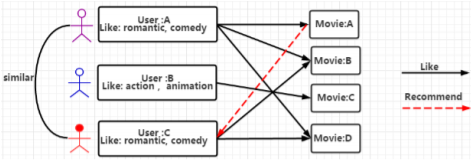 User :A
Like: romantic, comedy
Movie:A
similar
User :B
Like: action , animation
Movie:B
Like
Movie:C
Recommend
User :C
Like: romantic, comedy
Movie:D